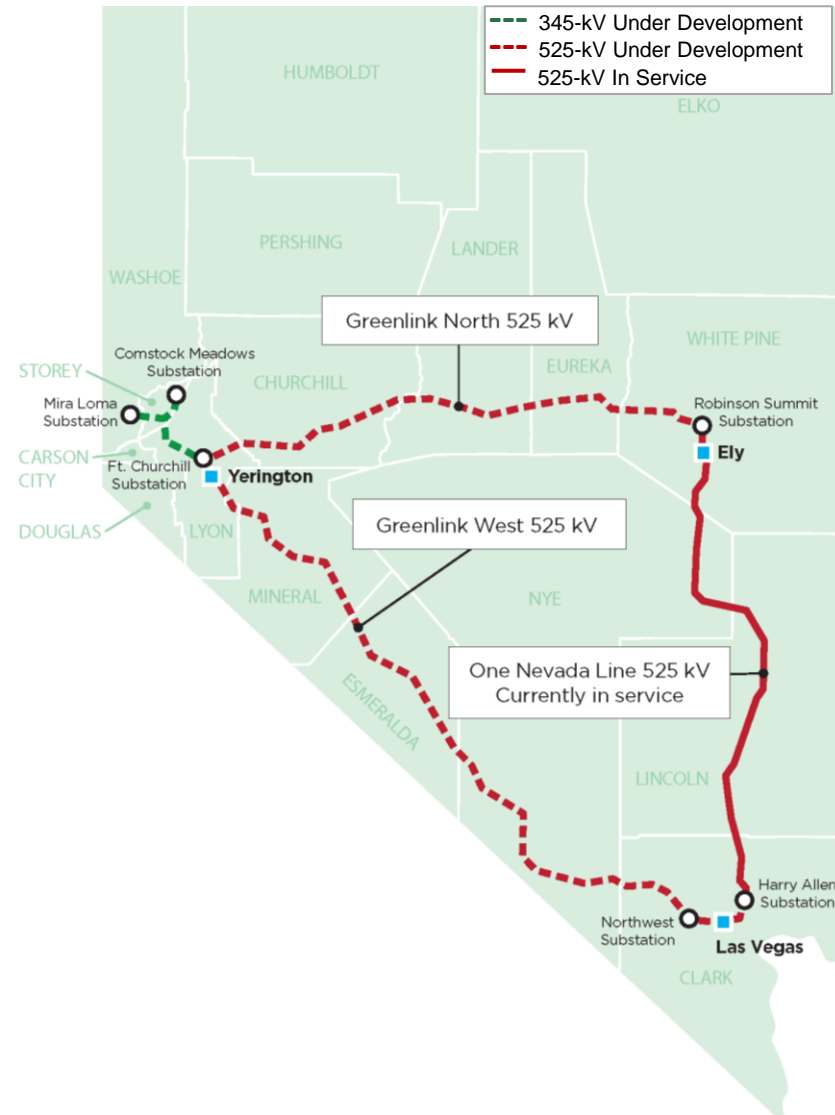 345-kV Under Development
525-kV Under Development
525-kV In Service
HUMBOLDT
ELKO
PERSHING
LANDER
WASHOE
Greenlink North 525 kV
WHITE PINE
Comstock Meadows
Substation
EUREKA
STOREY
CHURCHILL
Mira Loma
Substation
Robinson Summit
Substation
CARSON
CITY
Ft. Churchill
Substation
Yerington
Ely
DOUGLAS
LYON
Greenlink West 525 kV
MINERAL
NYE
One Nevada Line 525 kV
Currently in service
ESMERALDA
LINCOLN
Harry Allen
Substation
Northwest
Substation
Las Vegas
CLARK